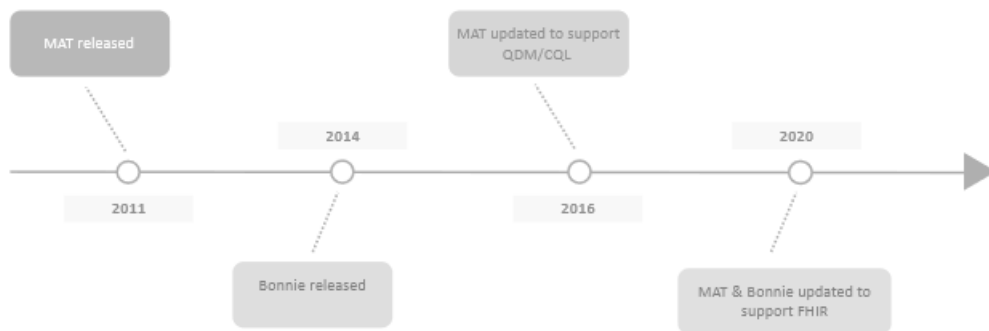 MAT released
MAT updated to support
QDM/CQL
2014
2020
2011
2016
Bonnie released
MAT & Bonnie updated to
support FHIR